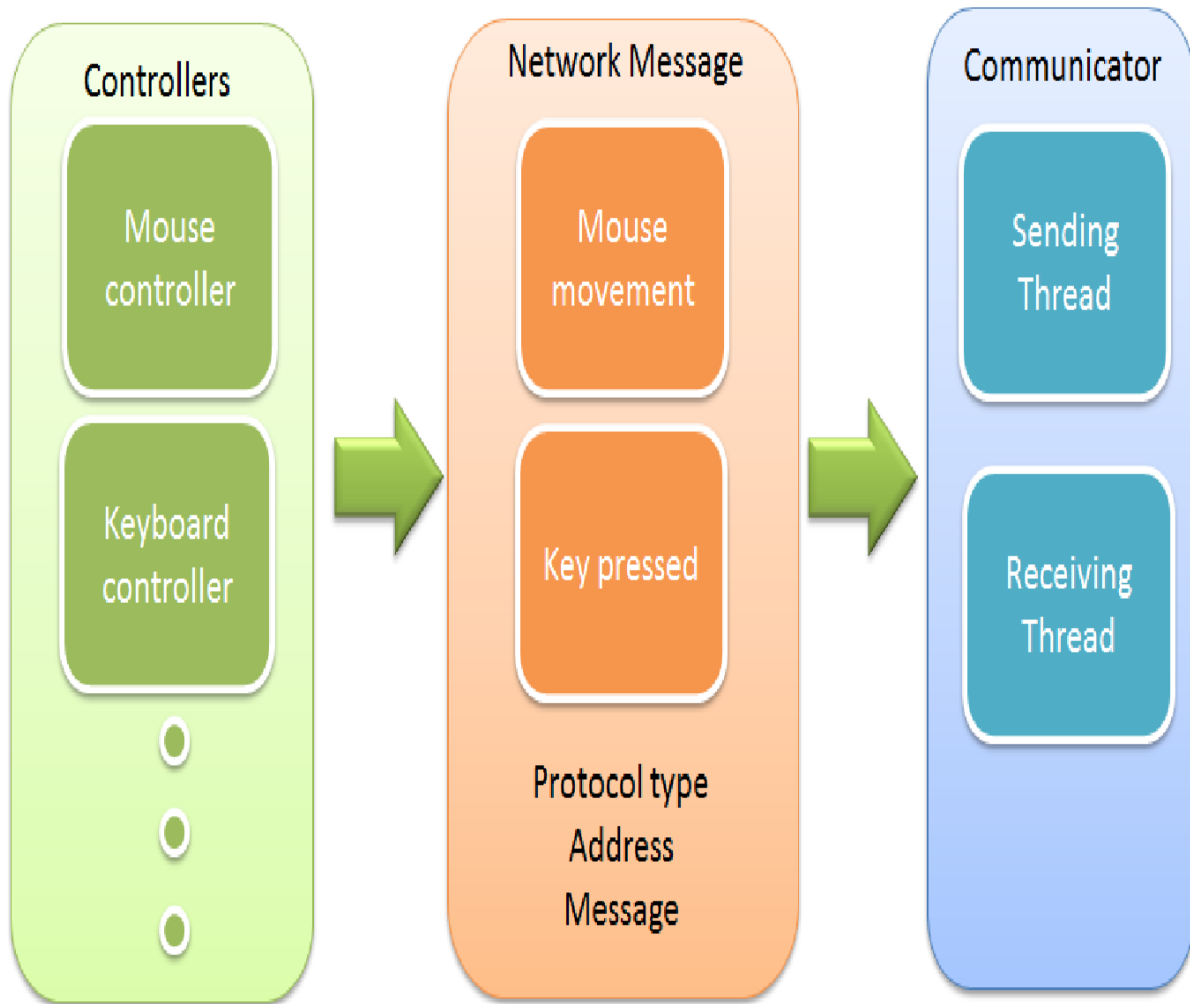 Controllers
Mouse
controller
Keyboard
controller
Network Message
Mouse
movement
Key pressed
Protocol type
Address
Message
Communicator
Sending
Thread
Receiving
Thread